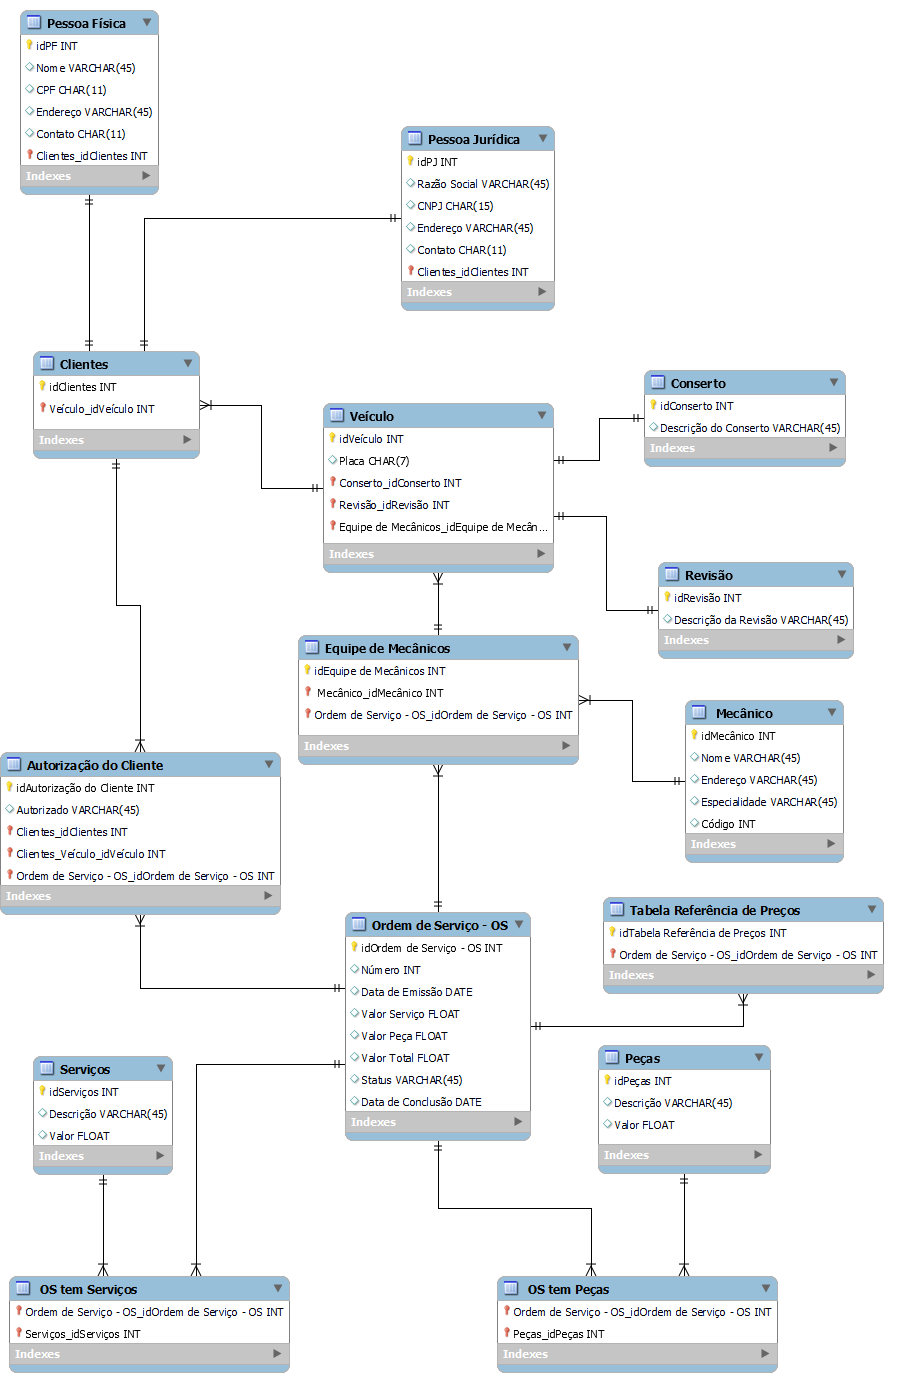 Pessoa Física
idPF INT
Nome VARCHAR(45)
CPF CHAR(11)
Endereço VARCHAR(45)
Contato CHAR(11)
Clientes_idClientes INT
Indexes
Pessoa Jurídica
idPJ INT
Razão Social VARCHAR(45)
CNPJ CHAR(15)
Endereço VARCHAR(45)
Contato CHAR(11)
Clientes_idClientes INT
Indexes
Clientes
idClientes INT
Veículo_idVeículo INT
Indexes
Veículo
idVeículo INT
Placa CHAR(7)
Conserto_idConserto INT
Revisão_idRevisão INT
Equipe de Mecânicos_idEquipe de Mecân...
Indexes
Conserto
idConserto INT
Descrição do Conserto VARCHAR(45)
Indexes
Revisão
idRevisão INT
Descrição da Revisão VARCHAR(45)
Indexes
Equipe de Mecânicos
idEquipe de Mecânicos INT
Mecânico_idMecânico INT
Ordem de Serviço - OS_idOrdem de Serviço - OS INT
Indexes
Mecânico
idMecânico INT
Nome VARCHAR(45)
Endereço VARCHAR(45)
Especialidade VARCHAR(45)
Código INT
Indexes
Autorização do Cliente
idAutorização do Cliente INT
Autorizado VARCHAR(45)
Clientes_idClientes INT
Clientes_Veículo_idVeículo INT
Ordem de Serviço - OS_idOrdem de Serviço - OS INT
Indexes
Ordem de Serviço - OS
idOrdem de Serviço - OS INT
Número INT
Data de Emissão DATE
Valor Serviço FLOAT
Valor Peça FLOAT
Valor Total FLOAT
Status VARCHAR(45)
Data de Conclusão DATE
Indexes
Tabela Referência de Preços
idTabela Referência de Preços INT
Ordem de Serviço - OS_idOrdem de Serviço - OS INT
Indexes
Serviços
idServiços INT
Descrição VARCHAR(45)
Valor FLOAT
Indexes
Peças
idPeças INT
Descrição VARCHAR(45)
Valor FLOAT
Indexes
OS tem Serviços
Ordem de Serviço - OS_idOrdem de Serviço - OS INT
Serviços_idServiços INT
Indexes
OS tem Peças
Ordem de Serviço - OS_idOrdem de Serviço - OS INT
Peças_idPeças INT
Indexes